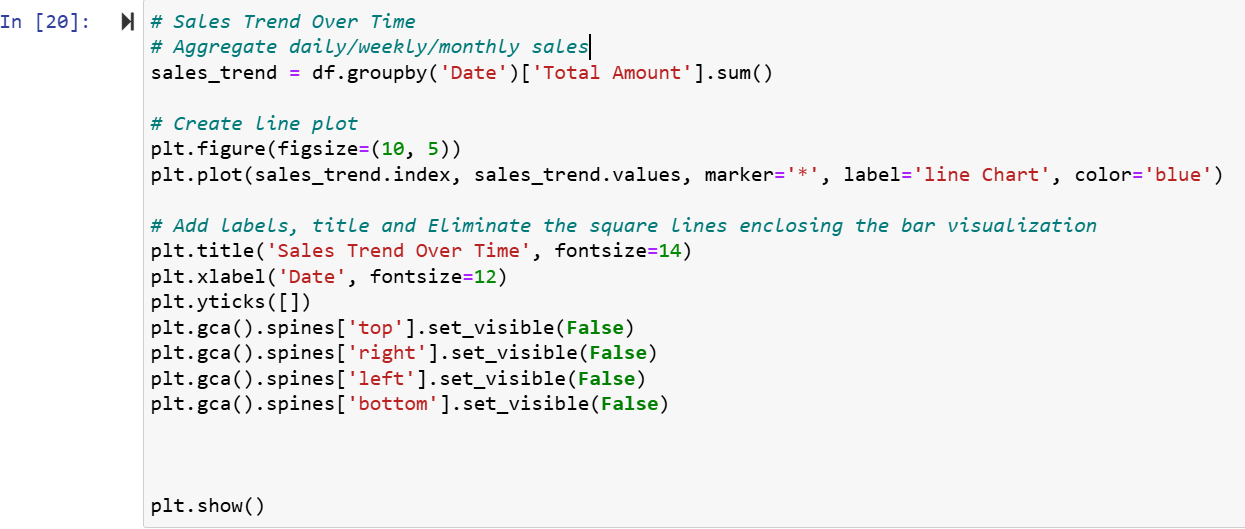 In [20]:
# Sales Trend Over Time
# Aggregate daily/weekly/monthly sales
sales_trend = df.groupby('Date')['Total Amount'].sum()
# Create line plot
plt.figure(figsize=(10, 5))
plt.plot(sales_trend.index, sales_trend.values, marker='*', label='line Chart', color='blue')
# Add labels, title and Eliminate the square lines enclosing the bar visualization
plt.title('Sales Trend Over Time', fontsize=14)
plt.xlabel('Date', fontsize=12)
plt.yticks([])
plt.gca().spines['top'].set_visible(False)
plt.gca().spines['right'].set_visible(False)
plt.gca().spines['left'].set_visible(False)
plt.gca().spines['bottom'].set_visible(False)
plt.show()